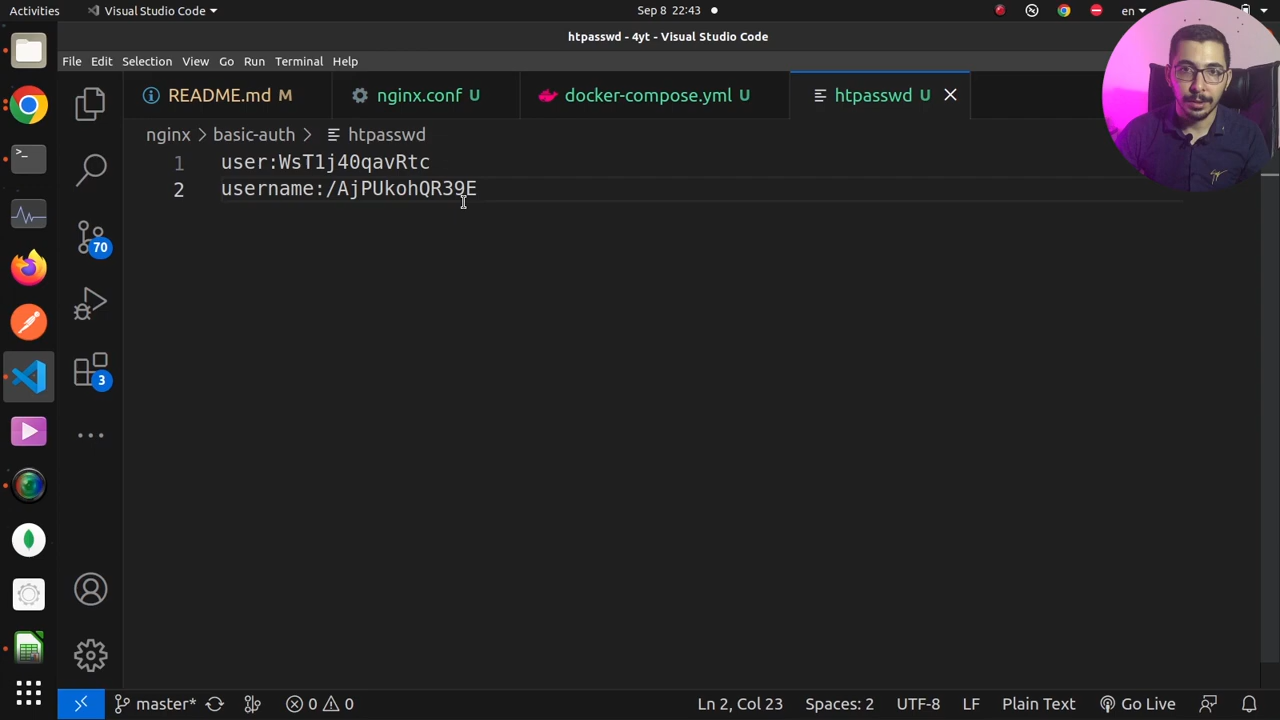 Activities
Visual Studio Code
Sep 8 22:43
en
htpasswd - 4yt - Visual Studio Code
File Edit Selection View Go Run Terminal Help
README.md M
nginx.conf U
docker-compose.yml U
htpasswd U
nginx > basic-auth > htpasswd
1 user:WsT1j40qavRtc
2 username:/AjPUkohQR39E
70
3
master*
0 0
Ln 2, Col 23
Spaces: 2
UTF-8
LF
Plain Text
Go Live